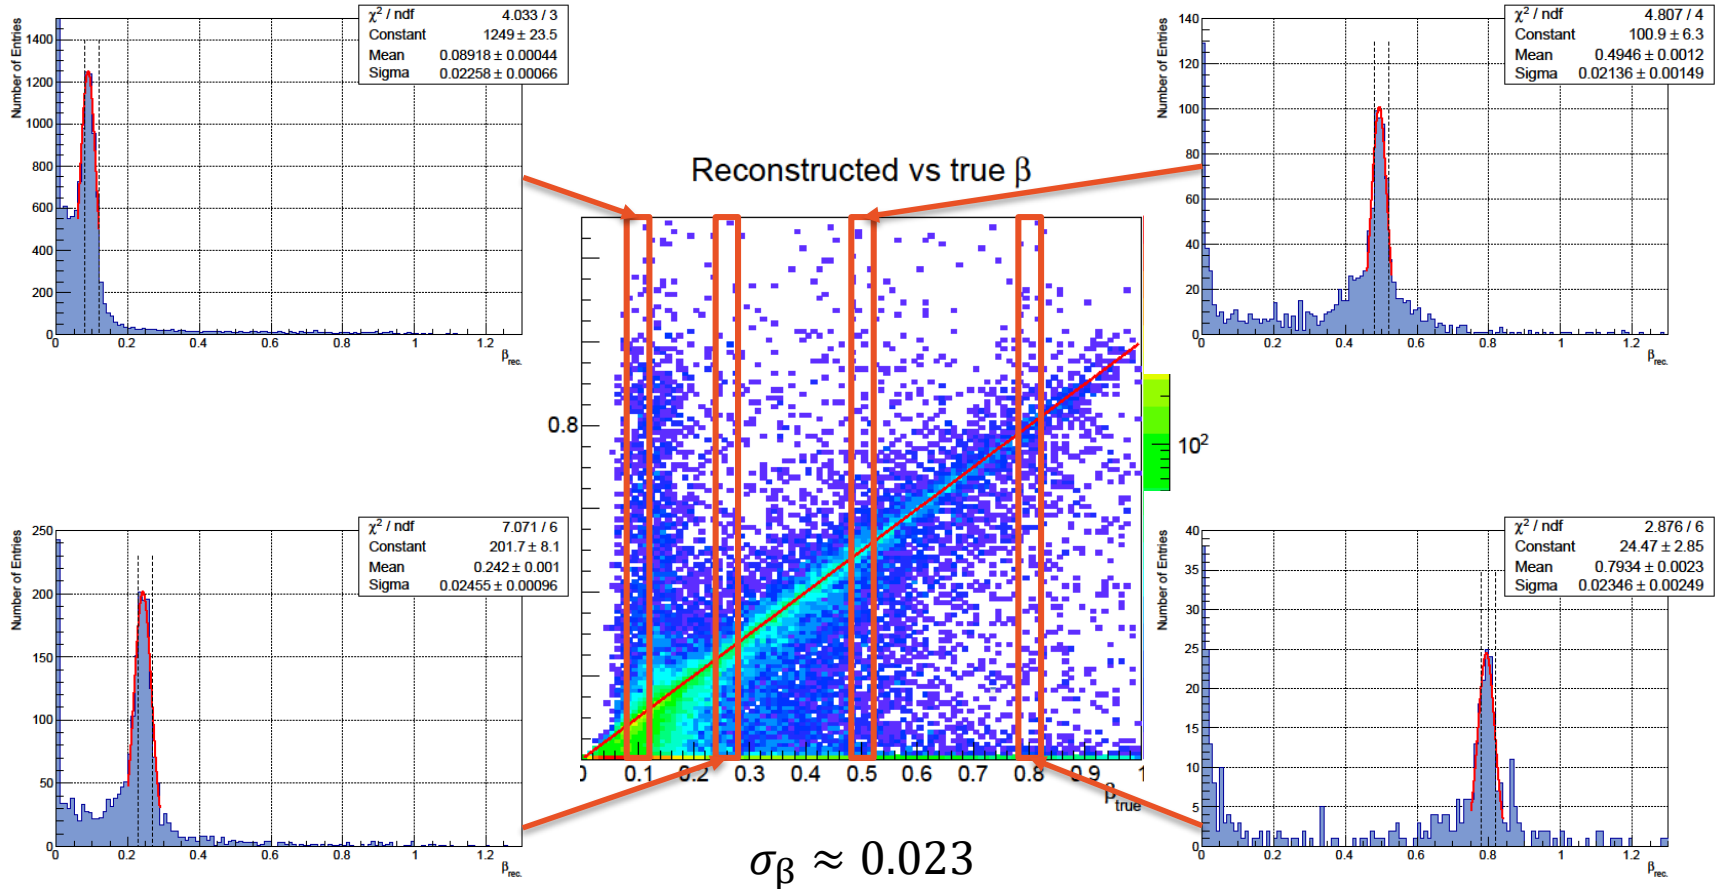 χ² / ndf 4.033 / 3
Constant 1249 ± 23.5
Mean 0.08918 ± 0.00044
Sigma 0.02258 ± 0.00066
Number of Entries
1400
1200
1000
800
600
400
200
0
0 0.2 0.4 0.6 0.8 1 1.2
β rec.
χ² / ndf 4.807 / 4
Constant 100.9 ± 6.3
Mean 0.4946 ± 0.0012
Sigma 0.02136 ± 0.00149
Number of Entries
140
120
100
80
60
40
20
0
0 0.2 0.4 0.6 0.8 1 1.2
β rec.
Reconstructed vs true β
0.8
10²
0 0.1 0.2 0.3 0.4 0.5 0.6 0.7 0.8 0.9 1
β true
χ² / ndf 7.071 / 6
Constant 201.7 ± 8.1
Mean 0.242 ± 0.001
Sigma 0.02455 ± 0.00096
Number of Entries
250
200
150
100
50
0
0 0.2 0.4 0.6 0.8 1 1.2
β rec.
χ² / ndf 2.876 / 6
Constant 24.47 ± 2.85
Mean 0.7934 ± 0.0023
Sigma 0.02346 ± 0.00249
Number of Entries
40
35
30
25
20
15
10
5
0
0 0.2 0.4 0.6 0.8 1 1.2
β rec.
σβ ≈ 0.023